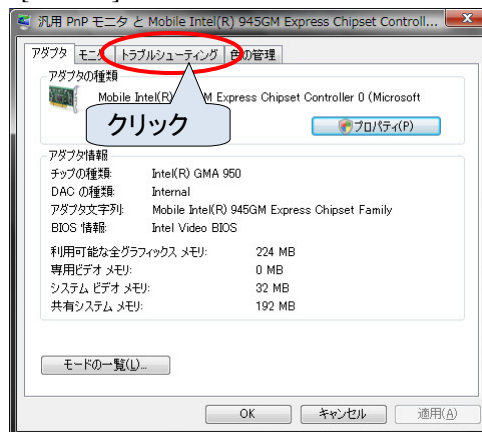 汎用 PnP モニタ と Mobile Intel(R) 945GM Express Chipset Controll...
アダプタ モニタ トラブルシューティング 色の管理
アダプタの種類
Mobile Intel(R) M Express Chipset Controller 0 (Microsoft
クリック
プロパティ(P)
アダプタ情報
チップの種類: Intel(R) GMA 950
DAC の種類: Internal
アダプタ文字列: Mobile Intel(R) 945GM Express Chipset Family
BIOS 情報: Intel Video BIOS
利用可能な全グラフィックス メモリ: 224 MB
専用ビデオ メモリ: 0 MB
システム ビデオ メモリ: 32 MB
共有システム メモリ: 192 MB
モードの一覧(L)...
OK キャンセル 適用(A)